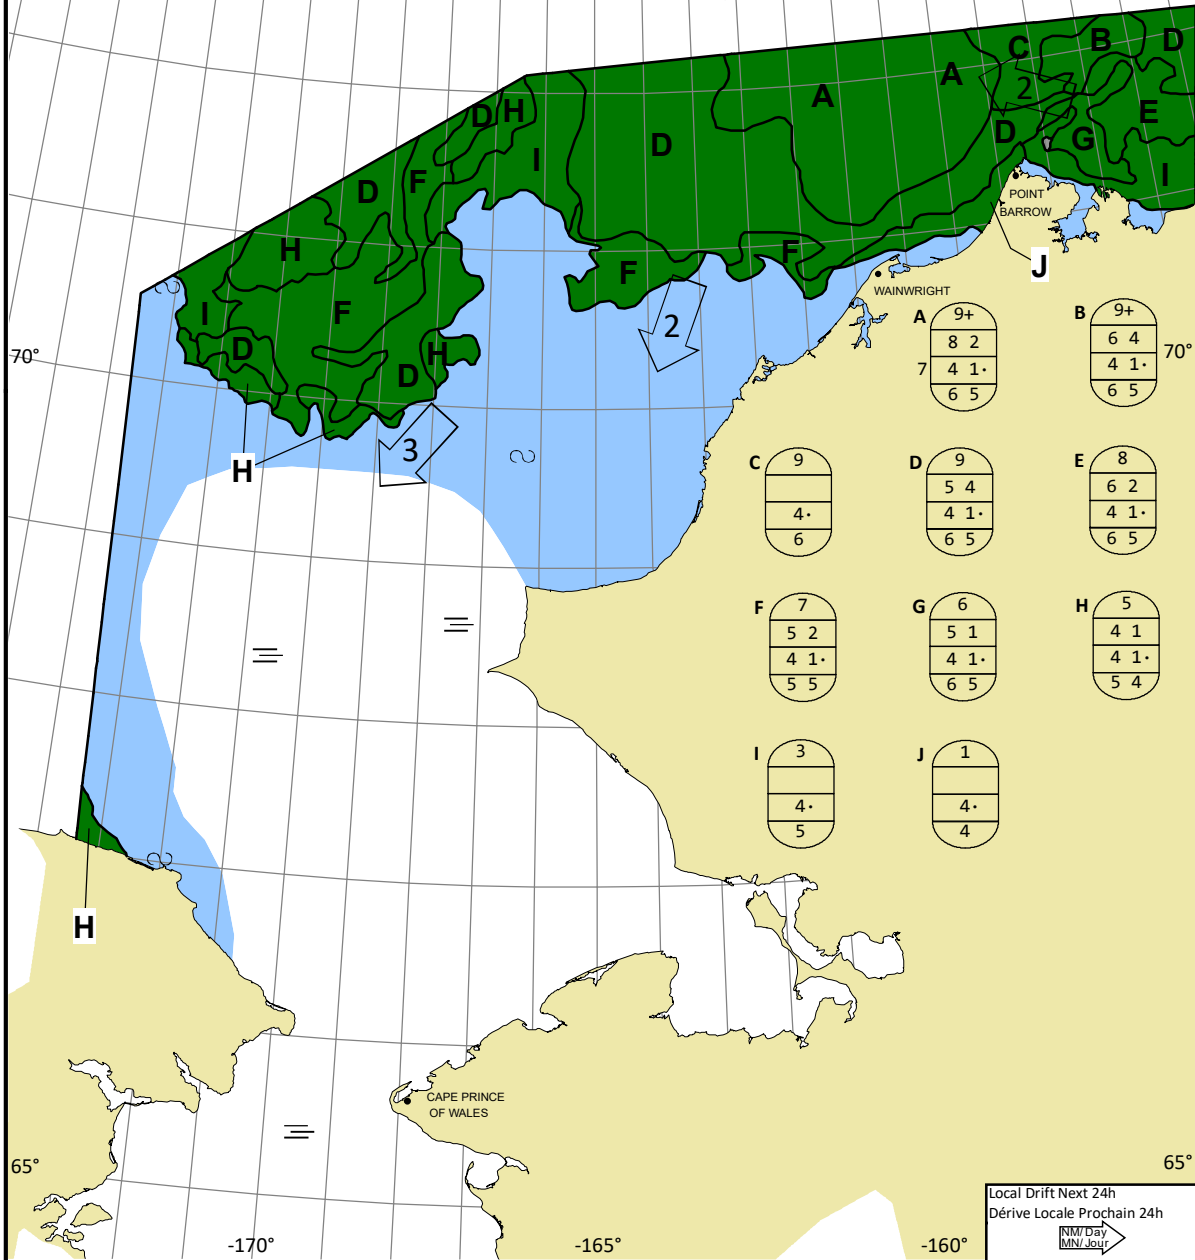 C
B
D
D
H
A
A
2
E
D
I
D
G
D
F
I
POINT
BARROW
H
F
F
J
WAINWRIGHT
I
F
2
A
9+
8 2
7
4 1•
6 5
B
9+
6 4
4 1•
6 5
70°
70°
D
H
D
3
H
C
9
4•
6
D
9
5 4
4 1•
6 5
E
8
6 2
4 1•
6 5
F
7
5 2
4 1•
5 5
G
6
5 1
4 1•
6 5
H
5
4 1
4 1•
5 4
I
3
4•
5
J
1
4•
4
H
CAPE PRINCE
OF WALES
65°
65°
Local Drift Next 24h
Dérive Locale Prochain 24h
NM/Day
MN/Jour
-170°
-165°
-160°